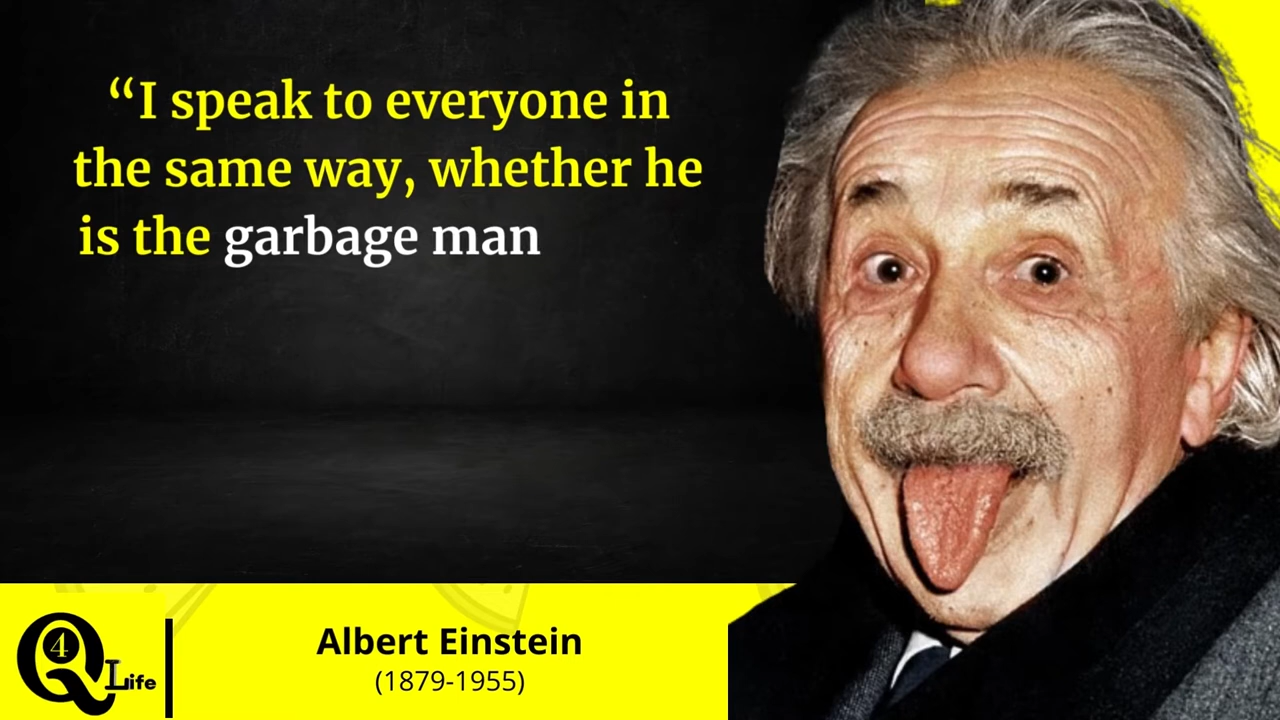 “I speak to everyone in
the same way, whether he
is the garbage man
Albert Einstein
(1879-1955)
Q 4 Life